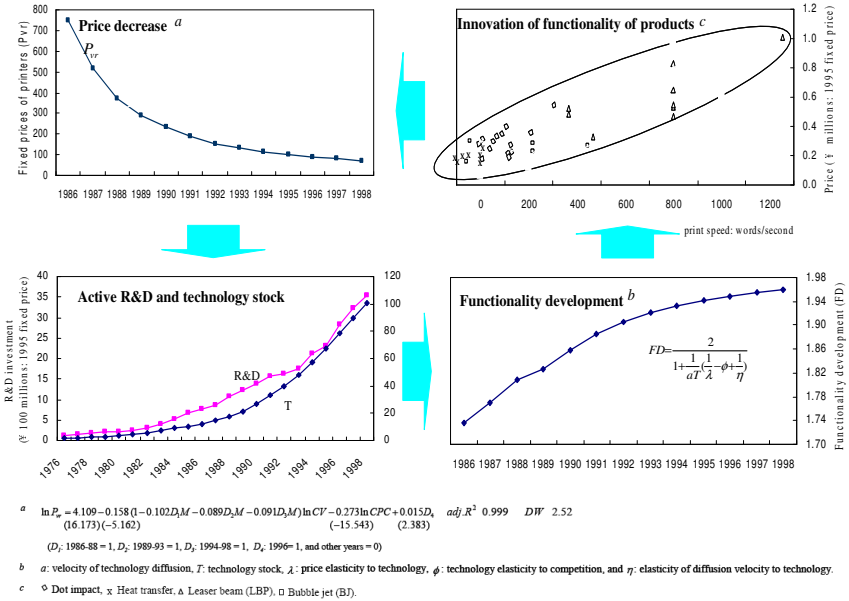 Price decrease a
Fixed prices of printers (Pvr)
800
700
600
500
400
300
200
100
0
Pvr
1986 1987 1988 1989 1990 1991 1992 1993 1994 1995 1996 1997 1998
Innovation of functionality of products c
1.2
1.0
0.8
0.6
0.4
0.2
0.0
Price (¥ millions: 1995 fixed price)
0 200 400 600 800 1000 1200
print speed: words/second
Active R&D and technology stock
R&D investment
(¥ 100 millions: 1995 fixed price)
40
35
30
25
20
15
10
5
0
120
100
80
60
40
20
0
R&D
T
1976 1978 1980 1982 1984 1986 1988 1990 1992 1994 1996 1998
Functionality development b
1.98
1.94
1.90
1.86
1.82
1.78
1.74
1.70
Functionality development (FD)
FD = 2 / (1 + 1/aT (1/λ − φ + 1/η))
1986 1987 1988 1989 1990 1991 1992 1993 1994 1995 1996 1997 1998
a ln Pvr = 4.109 − 0.158 (1 − 0.102D1M − 0.089D2M − 0.091D3M) ln CV − 0.273 ln CPC + 0.015D4 adj.R² 0.999 DW 2.52
(16.173) (−5.162) (−15.543) (2.383)
(D1: 1986-88 = 1, D2: 1989-93 = 1, D3: 1994-98 = 1, D4: 1996= 1, and other years = 0)
b a: velocity of technology diffusion, T: technology stock, λ: price elasticity to technology, φ: technology elasticity to competition, and η: elasticity of diffusion velocity to technology.
c ◊ Dot impact, x Heat transfer, △ Leaser beam (LBP), □ Bubble jet (BJ).